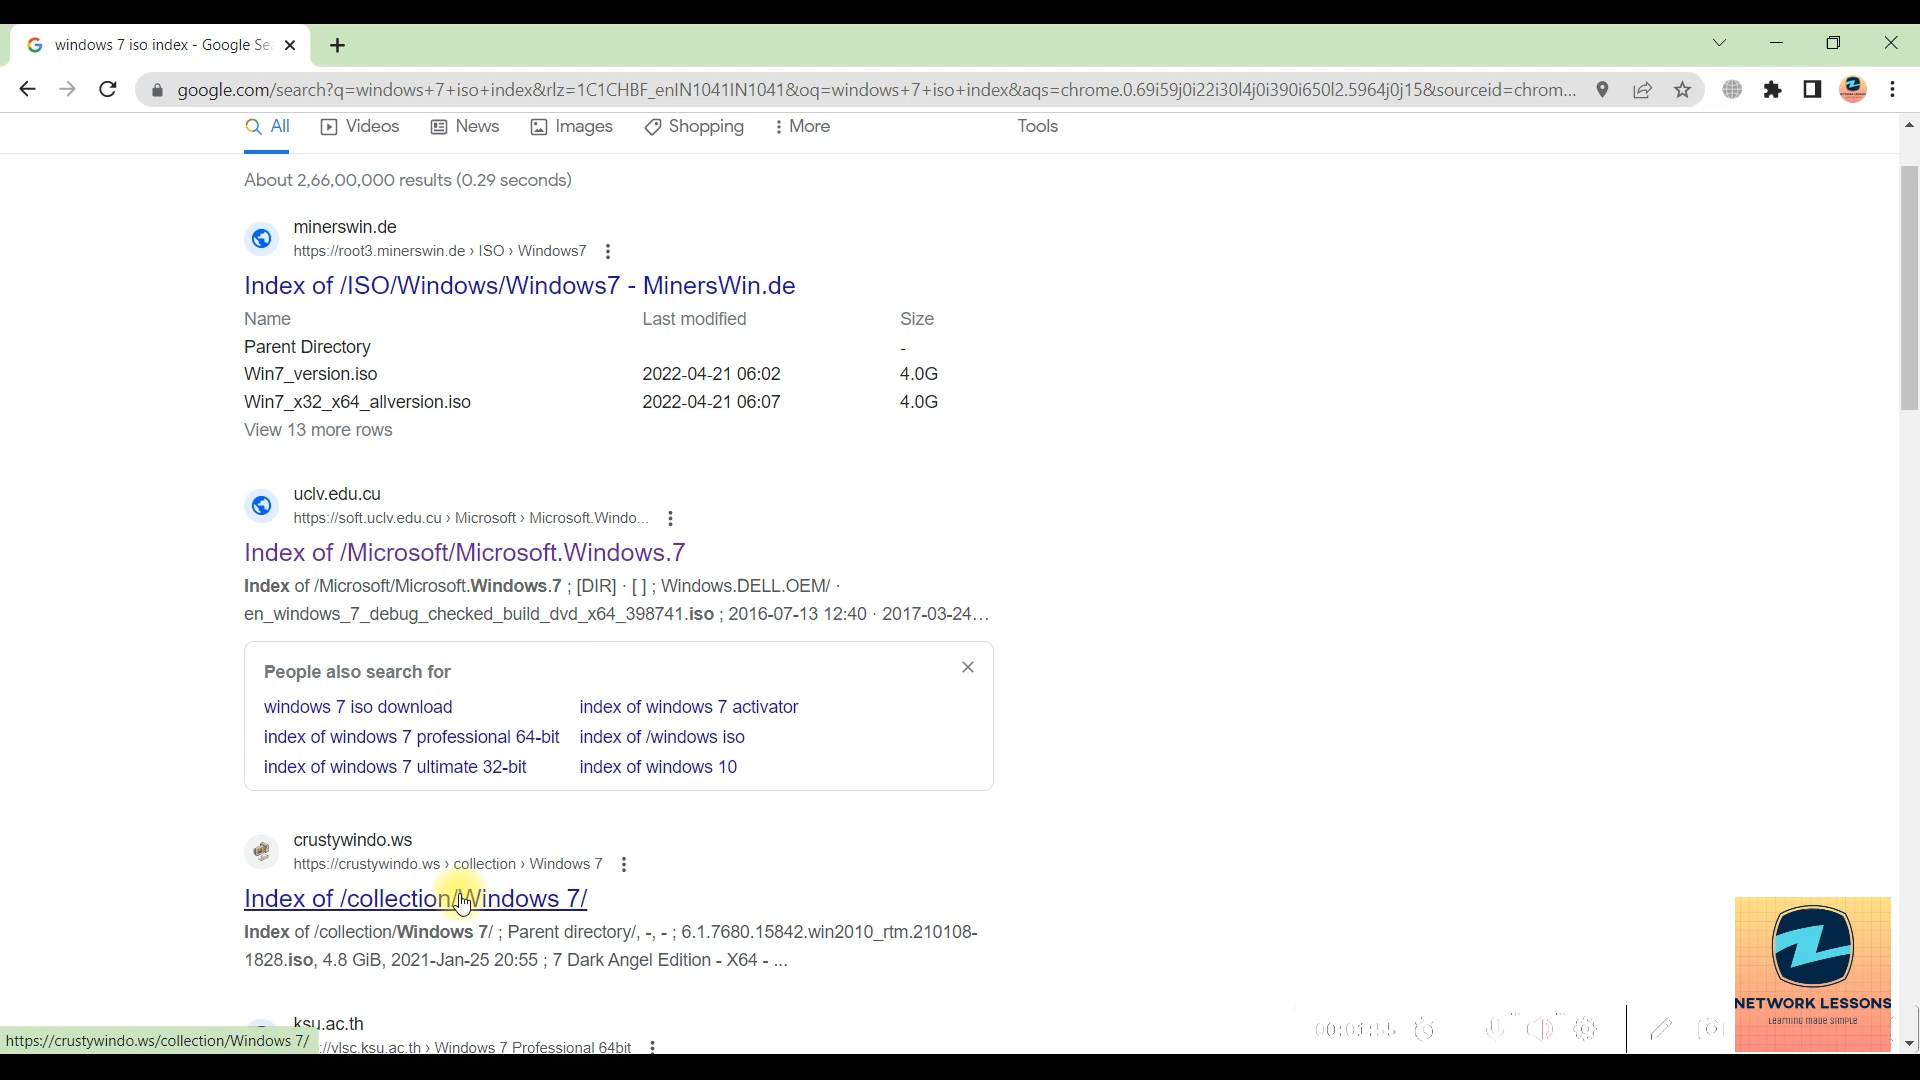 windows 7 iso index - Google Se
google.com/search?q=windows+7+iso+index&rlz=1C1CHBF_enIN1041IN1041&oq=windows+7+iso+index&aqs=chrome.0.69i59j0i22i30l4j0i390i650l2.5964j0j15&sourceid=chrom...
All Videos News Images Shopping More Tools
About 2,66,00,000 results (0.29 seconds)
minerswin.de
https://root3.minerswin.de › ISO › Windows7
Index of /ISO/Windows/Windows7 - MinersWin.de
Name Last modified Size
Parent Directory -
Win7_version.iso 2022-04-21 06:02 4.0G
Win7_x32_x64_allversion.iso 2022-04-21 06:07 4.0G
View 13 more rows
uclv.edu.cu
https://soft.uclv.edu.cu › Microsoft › Microsoft.Windo...
Index of /Microsoft/Microsoft.Windows.7
Index of /Microsoft/Microsoft.Windows.7 ; [DIR] · [ ] ; Windows.DELL.OEM/ ·
en_windows_7_debug_checked_build_dvd_x64_398741.iso ; 2016-07-13 12:40 · 2017-03-24...
People also search for
windows 7 iso download index of windows 7 activator
index of windows 7 professional 64-bit index of /windows iso
index of windows 7 ultimate 32-bit index of windows 10
crustywindo.ws
https://crustywindo.ws › collection › Windows 7
Index of /collection/Windows 7/
Index of /collection/Windows 7/ ; Parent directory/, -, - ; 6.1.7680.15842.win2010_rtm.210108-
1828.iso, 4.8 GiB, 2021-Jan-25 20:55 ; 7 Dark Angel Edition - X64 - ...
ksu.ac.th
://vlsc.ksu.ac.th › Windows 7 Professional 64bit
https://crustywindo.ws/collection/Windows 7/
00:01:55
NETWORK LESSONS
Learning made simple